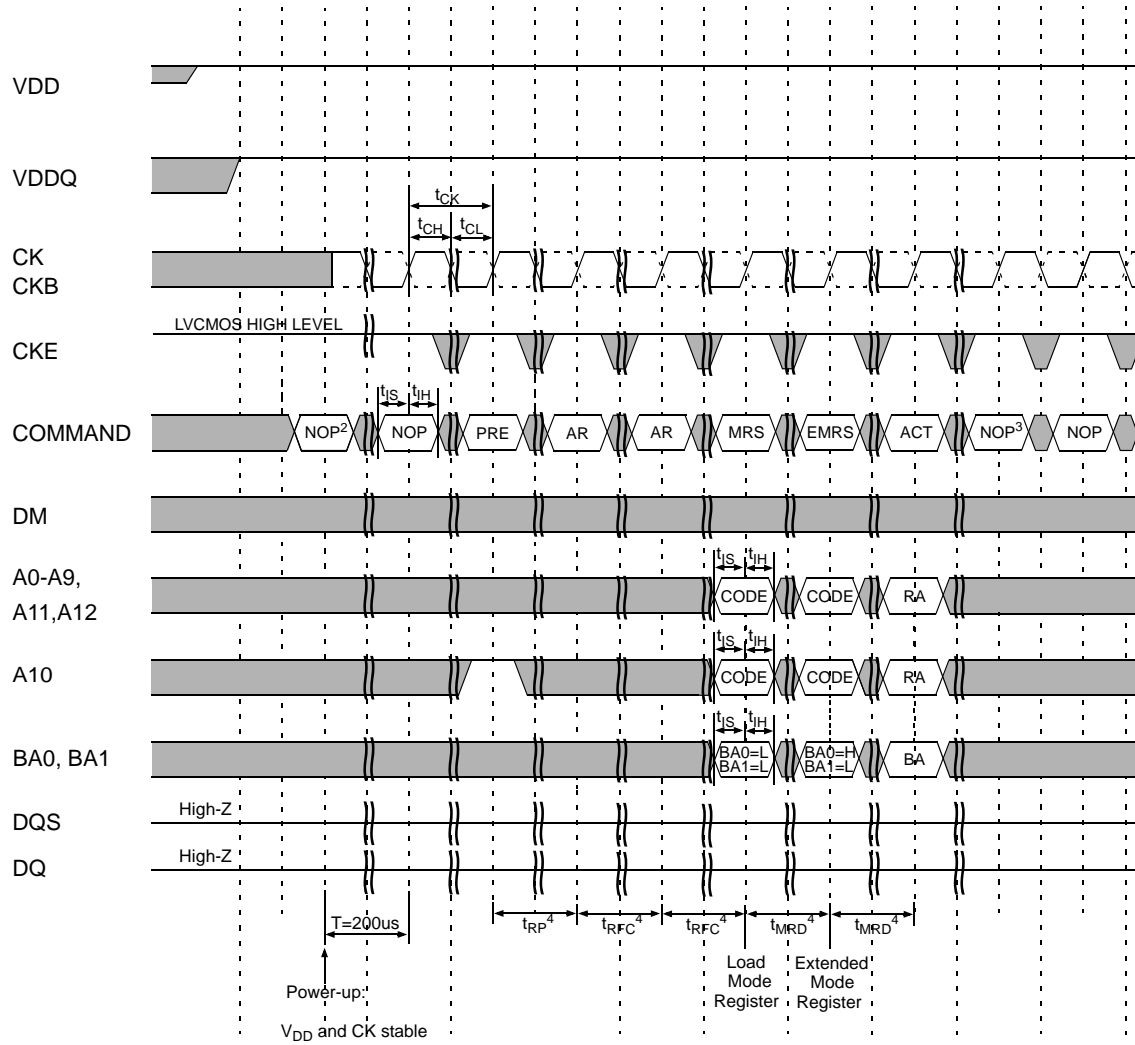 VDD
VDDQ
tCK
tCH tCL
CK
CKB
LVCMOS HIGH LEVEL
CKE
tIS tIH
COMMAND NOP2 NOP PRE AR AR MRS EMRS ACT NOP3 NOP
DM
tIS tIH
A0-A9,
A11,A12
CODE CODE RA
tIS tIH
A10 CODE CODE RA
tIS tIH
BA0, BA1
BA0=L BA0=H
BA1=L BA1=L
BA
High-Z
DQS
High-Z
DQ
T=200us tRP4 tRFC4 tRFC4 tMRD4 tMRD4
Load
Mode
Register
Extended
Mode
Register
Power-up:
VDD and CK stable